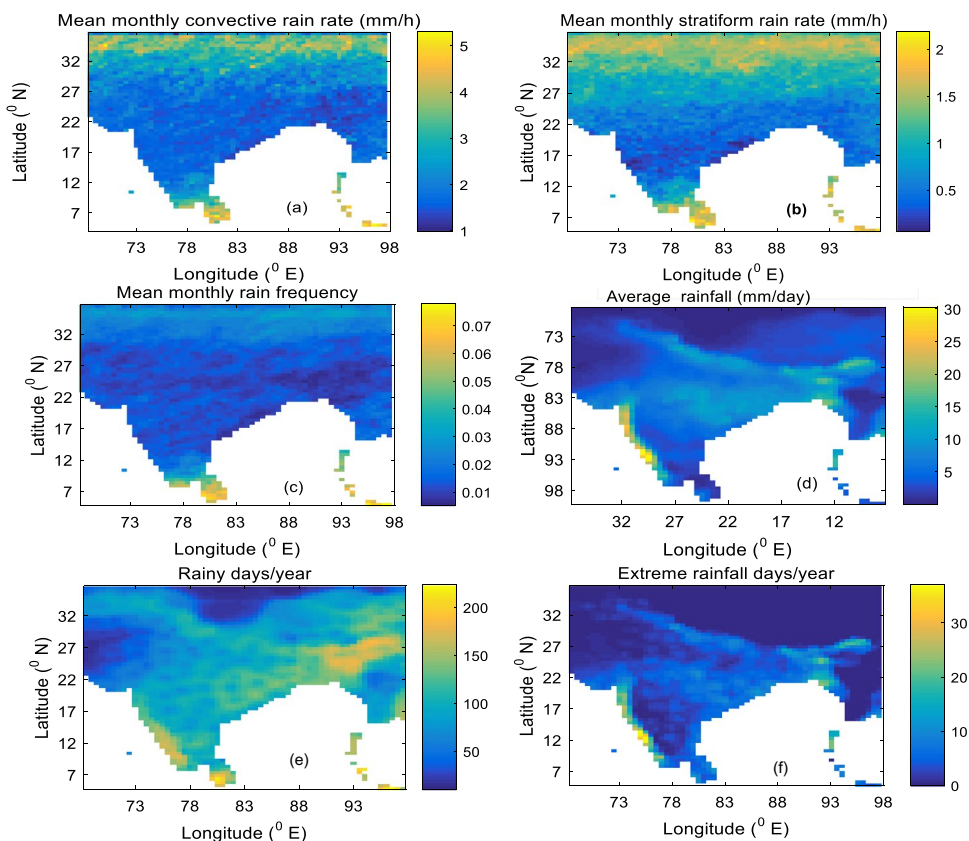 Mean monthly convective rain rate (mm/h)
Latitude (⁰ N)
32
27
22
17
12
7
73 78 83 88 93 98
Longitude (⁰ E)
(a)
5
4
3
2
1
Mean monthly stratiform rain rate (mm/h)
Latitude (⁰ N)
32
27
22
17
12
7
73 78 83 88 93
Longitude (⁰ E)
(b)
2
1.5
1
0.5
Mean monthly rain frequency
Latitude (⁰ N)
32
27
22
17
12
7
73 78 83 88 93 98
Longitude (⁰ E)
(c)
0.07
0.06
0.05
0.04
0.03
0.02
0.01
Average rainfall (mm/day)
Latitude (⁰N)
73
78
83
88
93
98
32 27 22 17 12
Longitude (⁰ E)
(d)
30
25
20
15
10
5
Rainy days/year
Latitude (⁰ N)
32
27
22
17
12
7
73 78 83 88 93
Longitude (⁰ E)
(e)
200
150
100
50
Extreme rainfall days/year
Latitude (⁰ N)
32
27
22
17
12
7
73 78 83 88 93 98
Longitude (⁰ E)
(f)
30
20
10
0